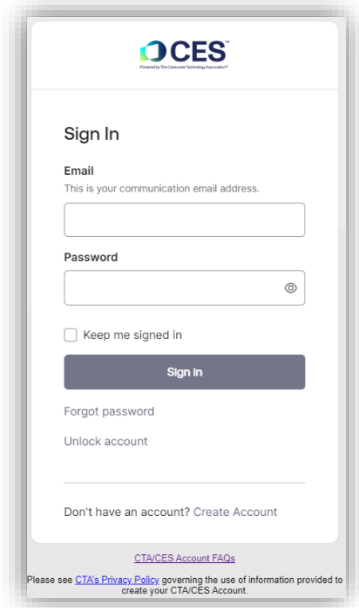 CES™
Powered by The Consumer Technology Association™
Sign In
Email
This is your communication email address.
Password
Keep me signed in
Sign In
Forgot password
Unlock account
Don't have an account? Create Account
CTA/CES Account FAQs
Please see CTA's Privacy Policy governing the use of information provided to
create your CTA/CES Account.